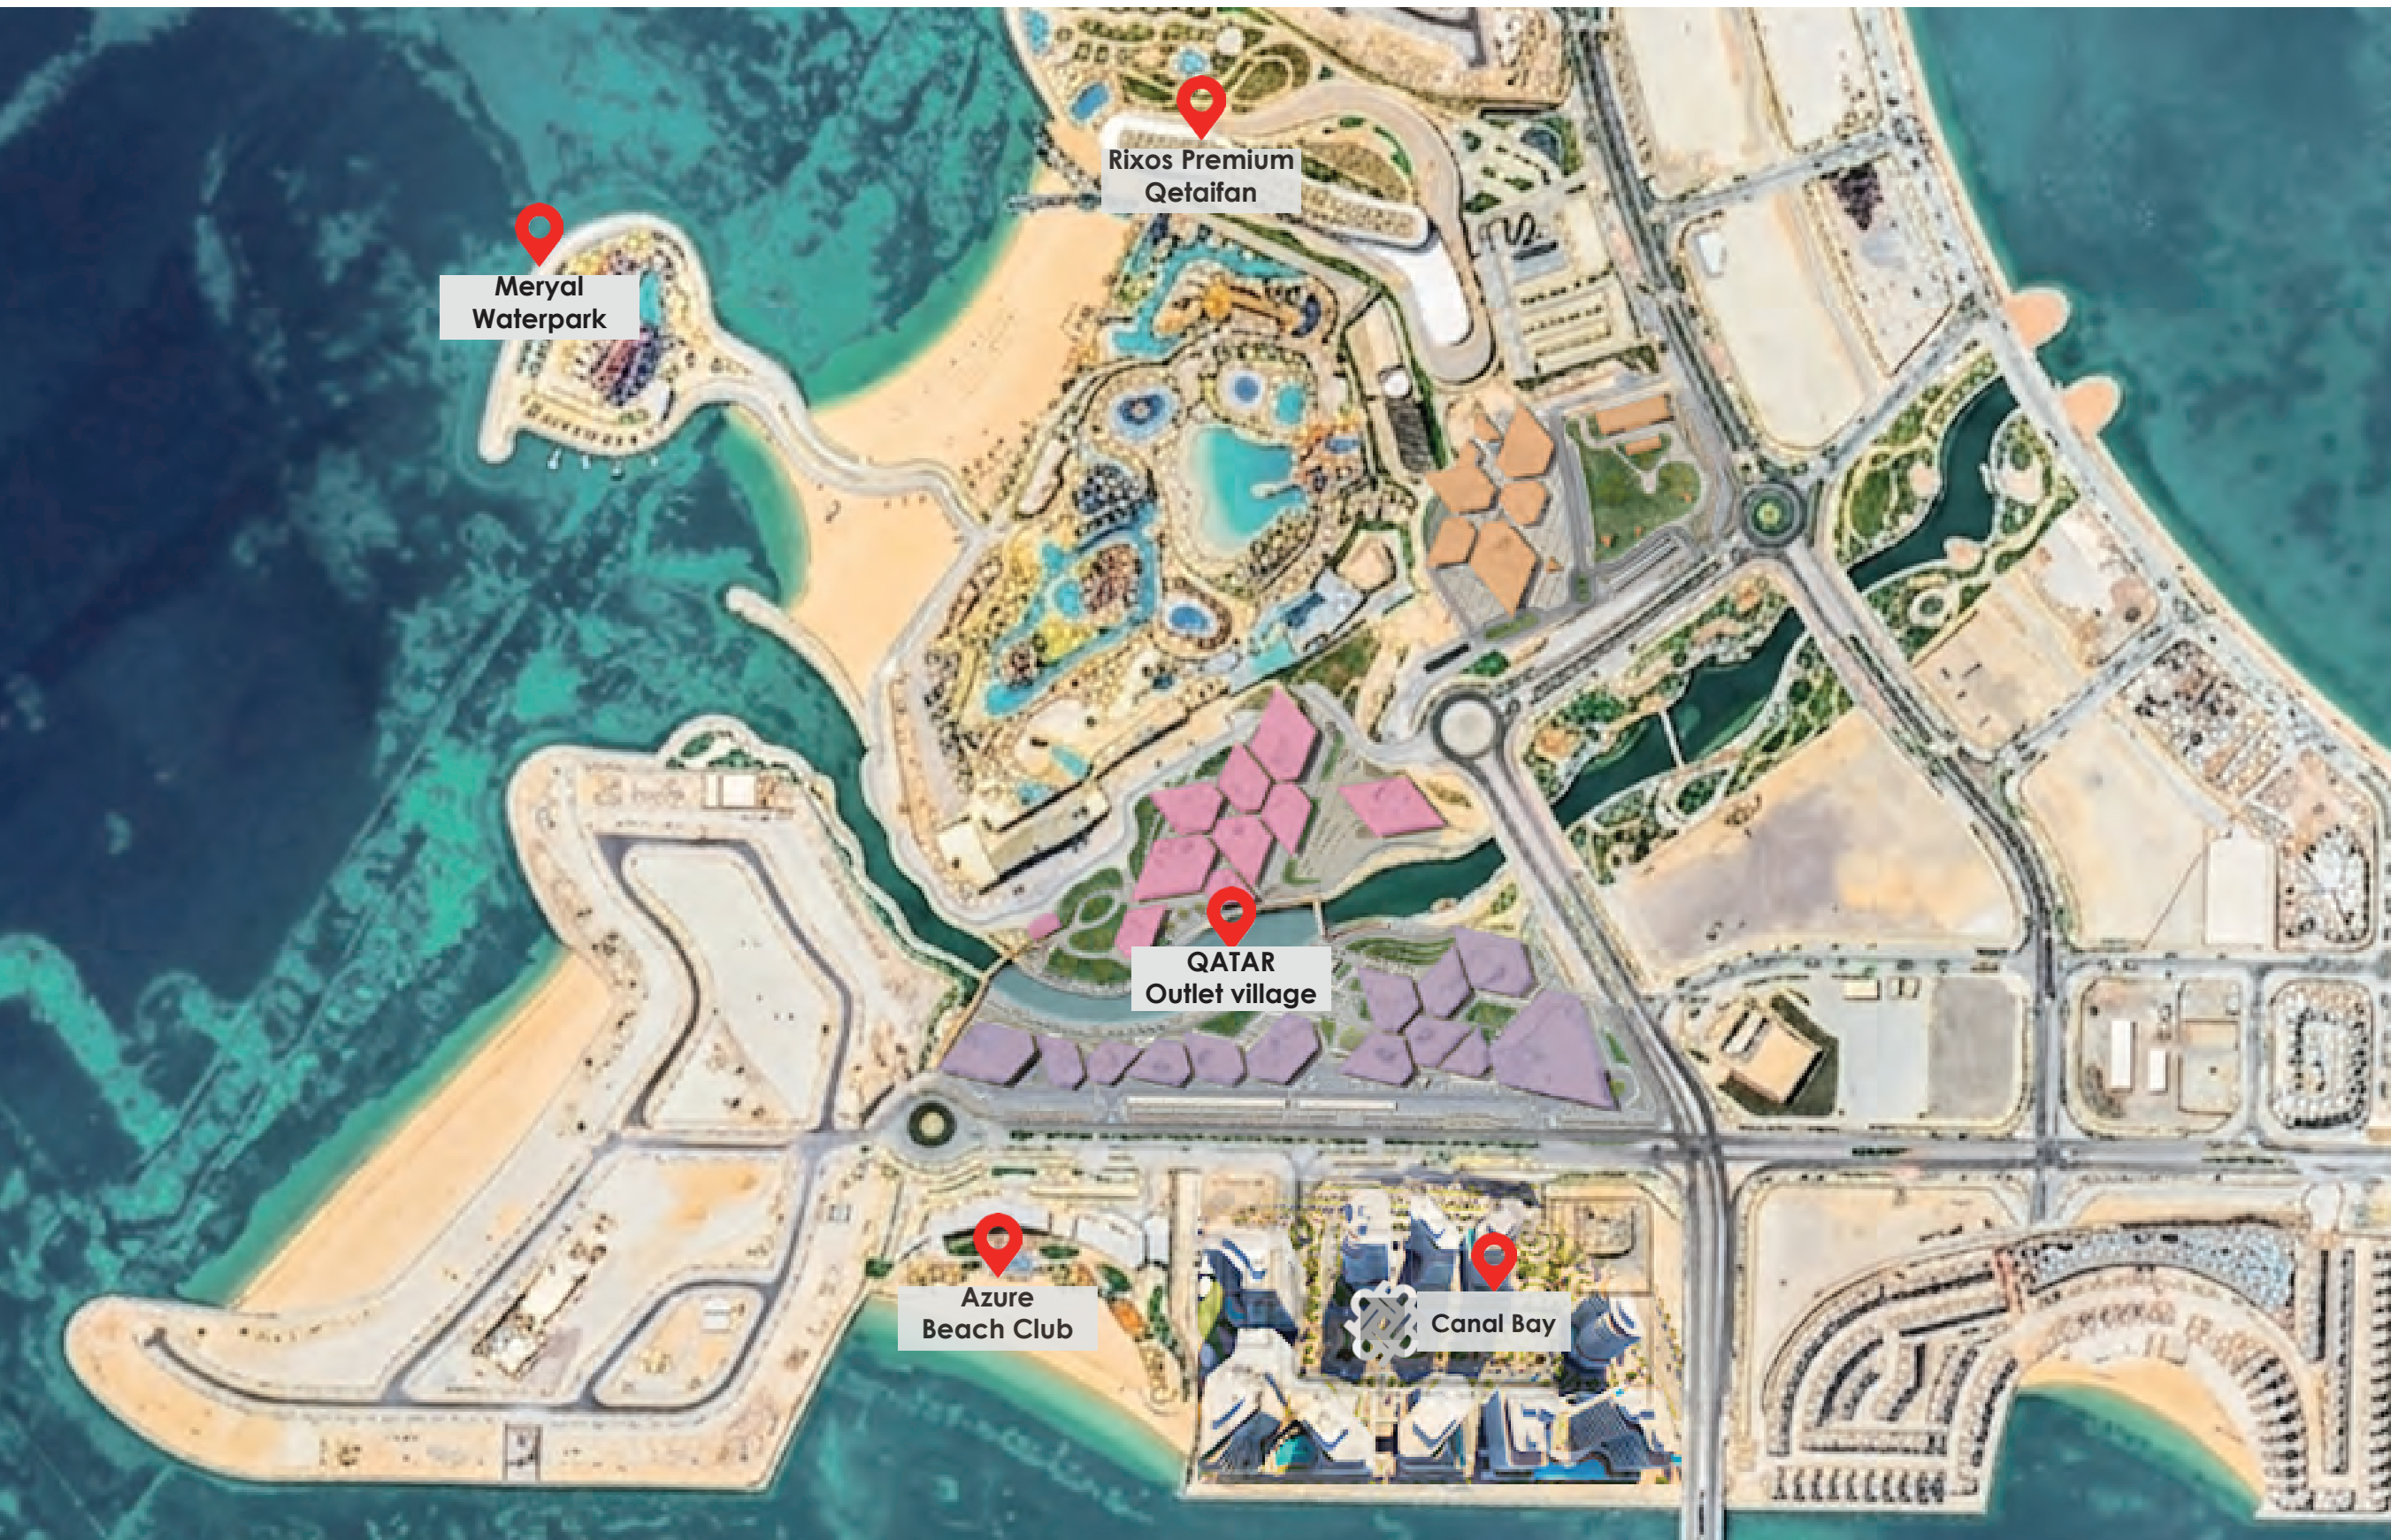 Rixos Premium
Qetaifan
Meryal
Waterpark
QATAR
Outlet village
Azure
Beach Club
Canal Bay